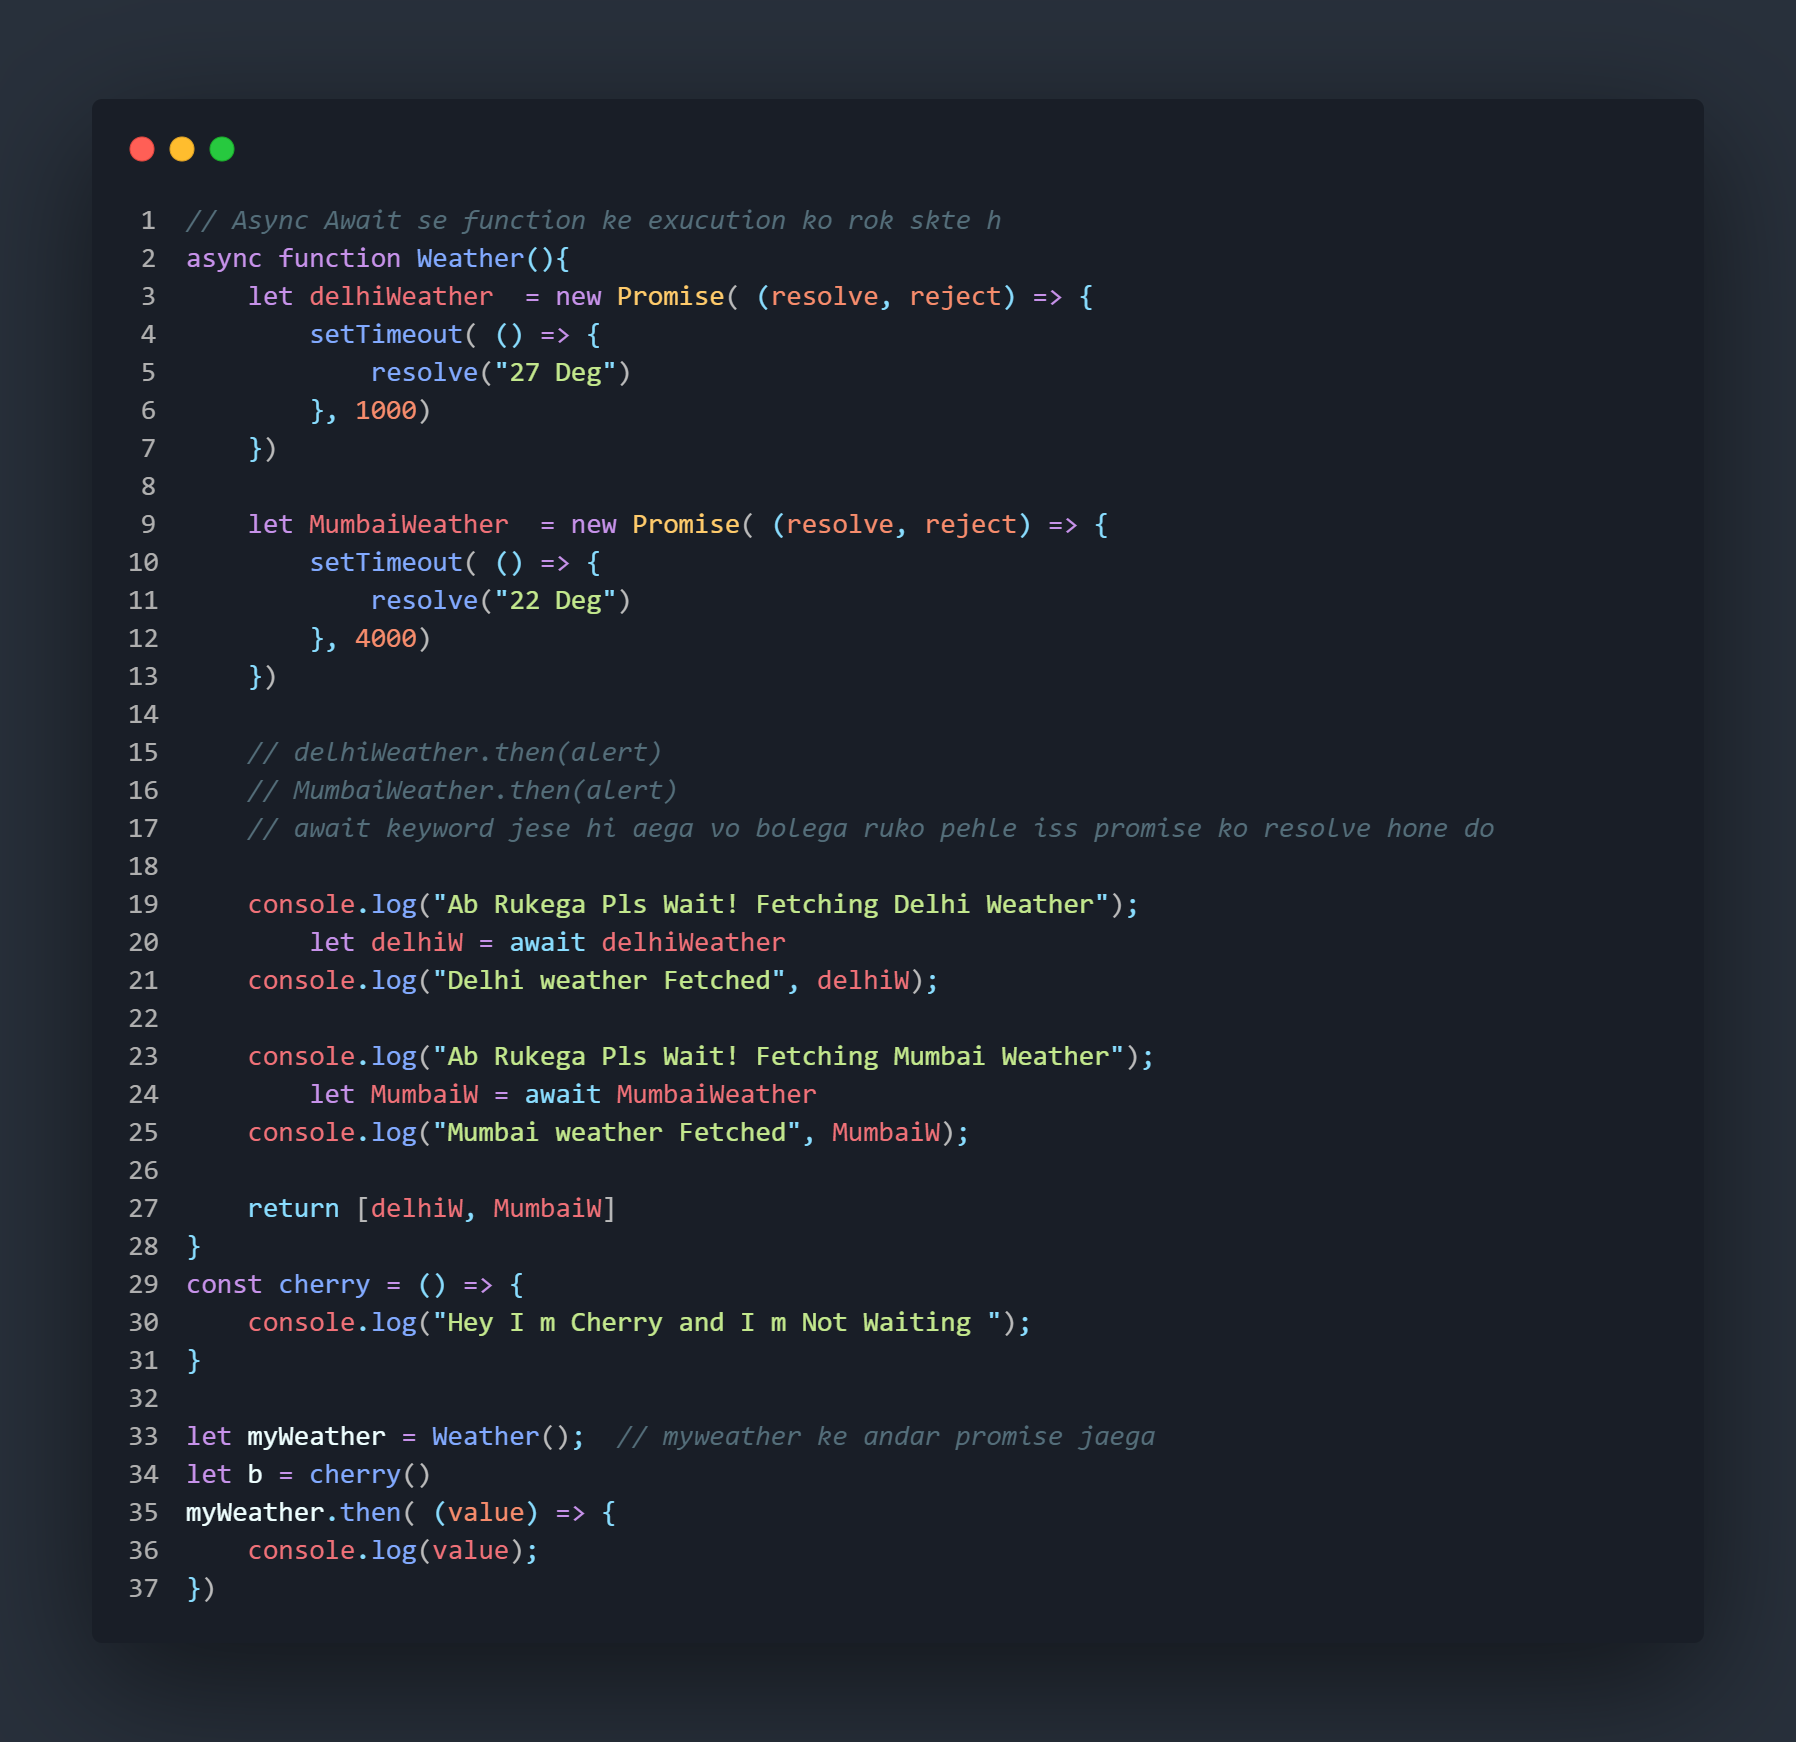 1 // Async Await se function ke exucution ko rok skte h
2 async function Weather(){
3     let delhiWeather  = new Promise( (resolve, reject) => {
4         setTimeout( () => {
5             resolve("27 Deg")
6         }, 1000)
7     })
8
9     let MumbaiWeather  = new Promise( (resolve, reject) => {
10         setTimeout( () => {
11             resolve("22 Deg")
12         }, 4000)
13     })
14
15     // delhiWeather.then(alert)
16     // MumbaiWeather.then(alert)
17     // await keyword jese hi aega vo bolega ruko pehle iss promise ko resolve hone do
18
19     console.log("Ab Rukega Pls Wait! Fetching Delhi Weather");
20         let delhiW = await delhiWeather
21     console.log("Delhi weather Fetched", delhiW);
22
23     console.log("Ab Rukega Pls Wait! Fetching Mumbai Weather");
24         let MumbaiW = await MumbaiWeather
25     console.log("Mumbai weather Fetched", MumbaiW);
26
27     return [delhiW, MumbaiW]
28 }
29 const cherry = () => {
30     console.log("Hey I m Cherry and I m Not Waiting ");
31 }
32
33 let myWeather = Weather();  // myweather ke andar promise jaega
34 let b = cherry()
35 myWeather.then( (value) => {
36     console.log(value);
37 })